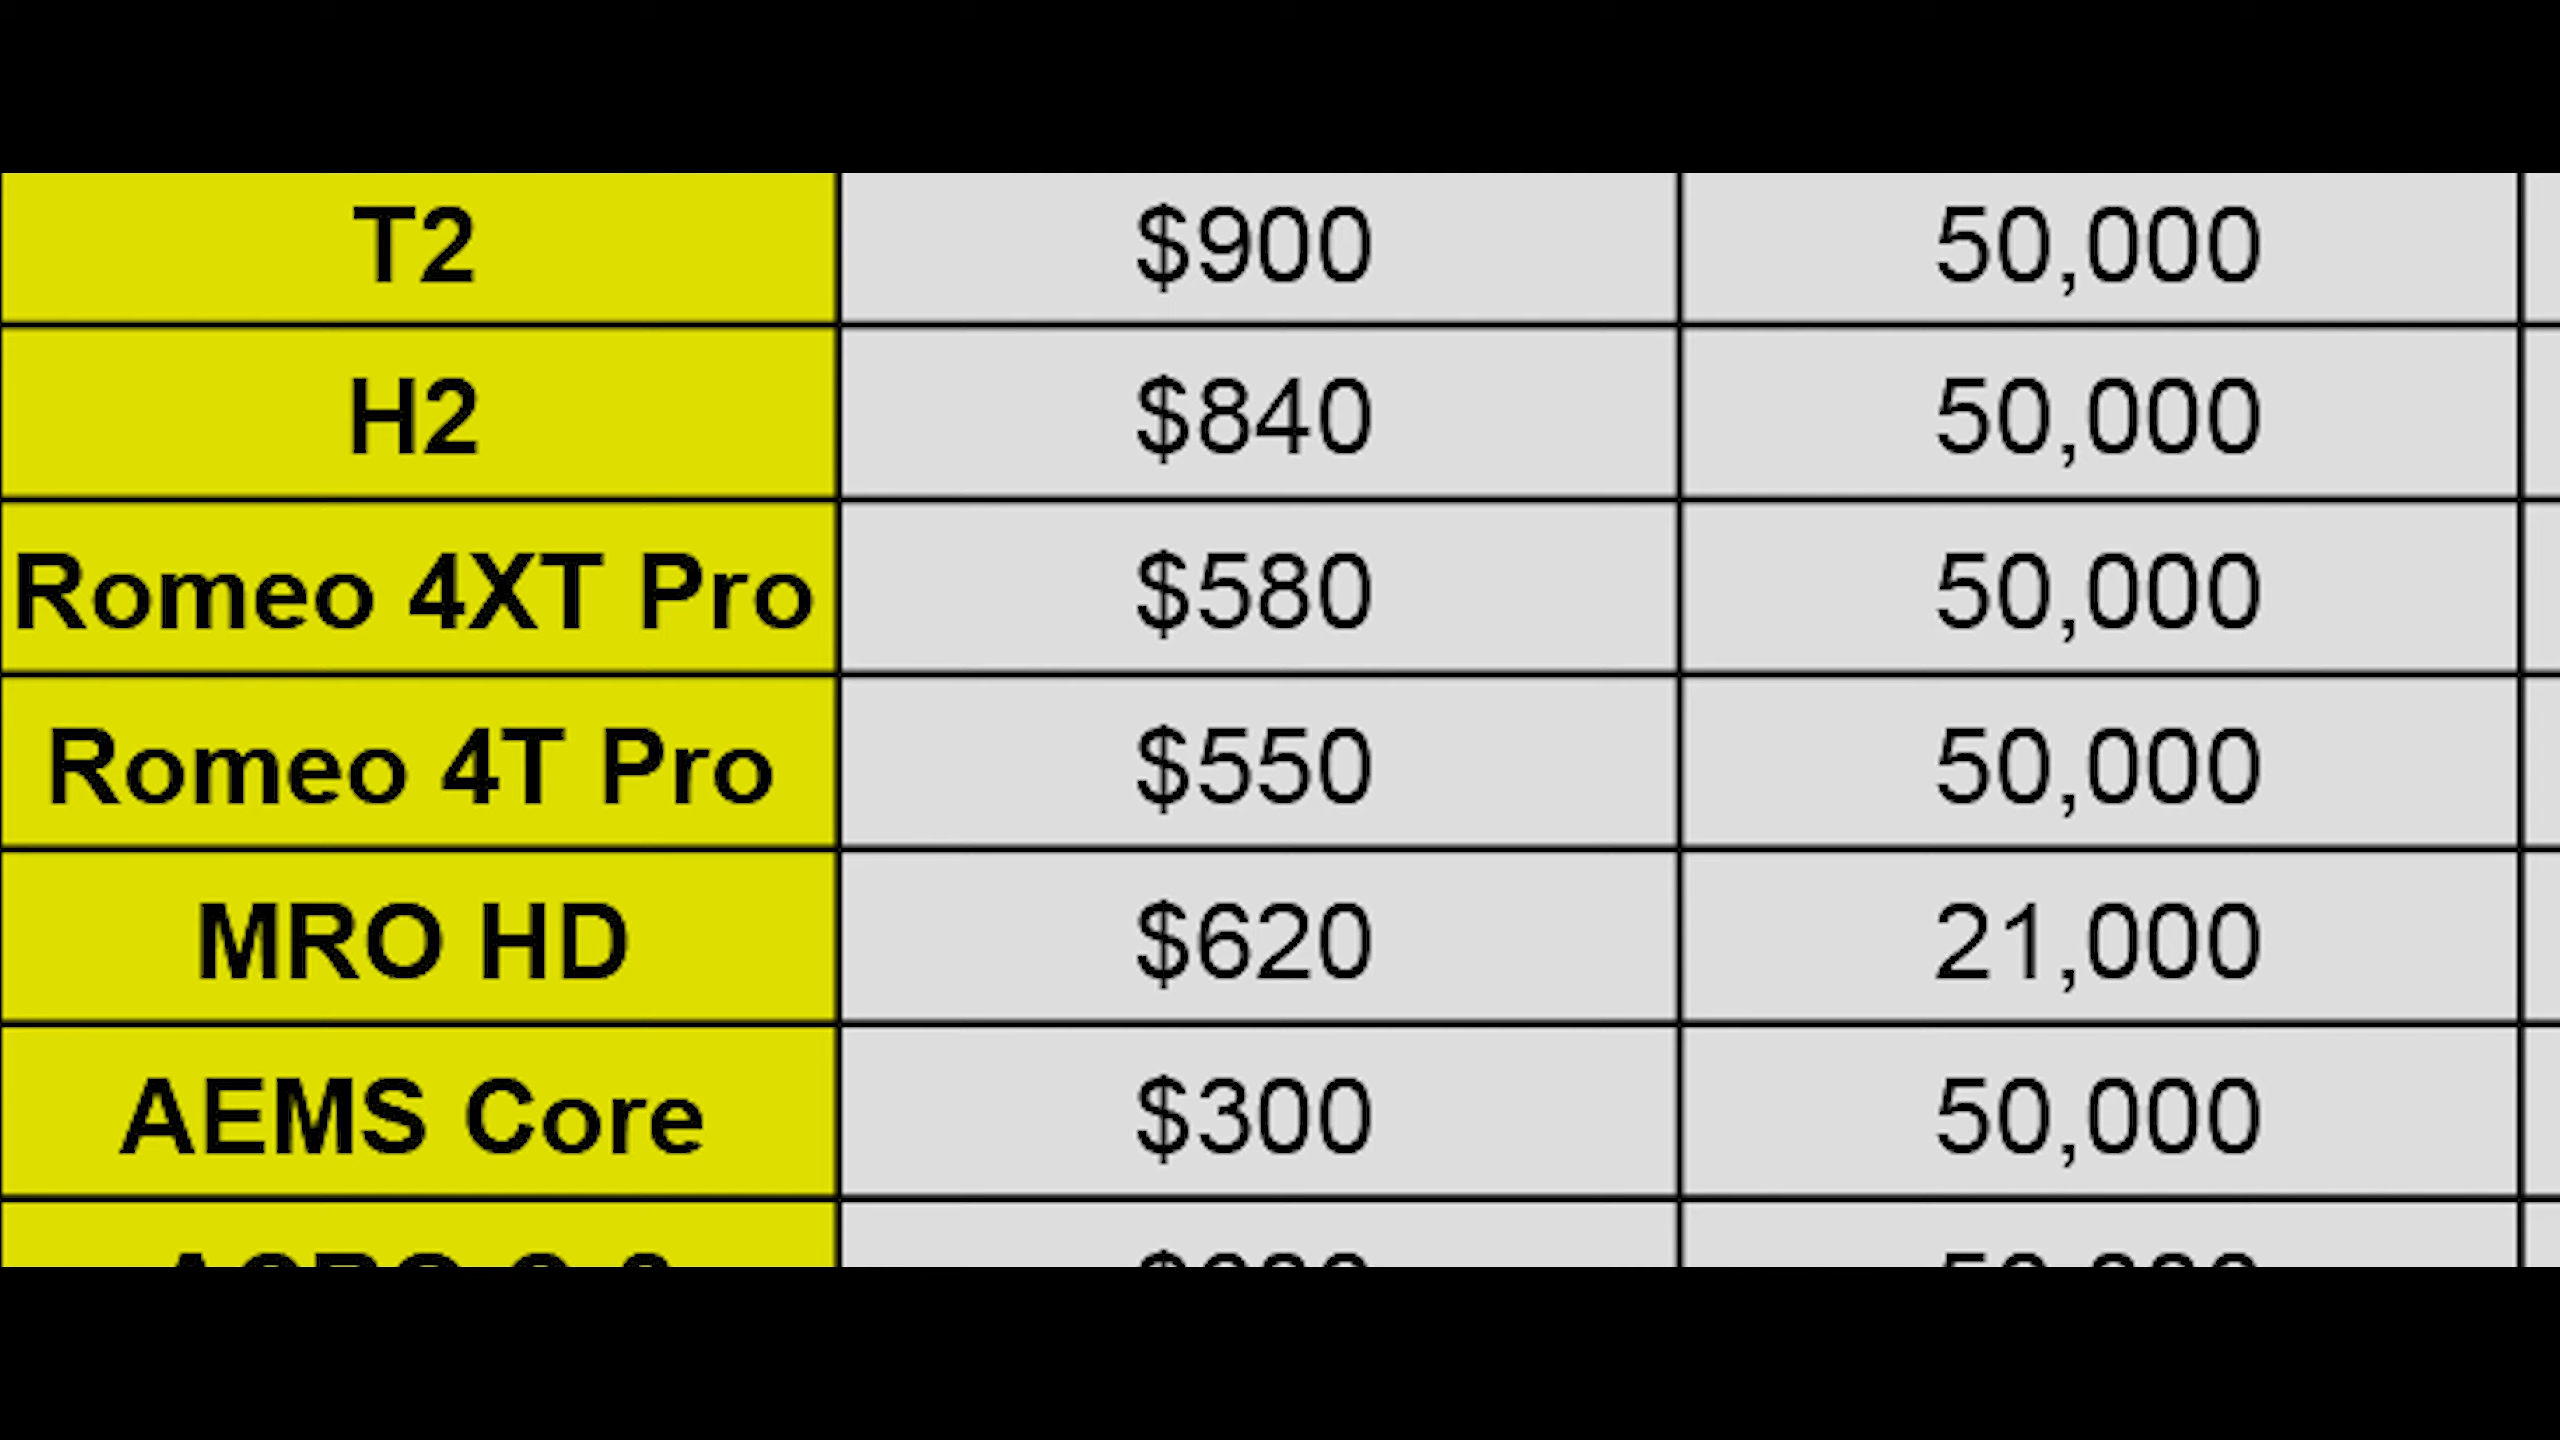 T2 $900 50,000
H2 $840 50,000
Romeo 4XT Pro $580 50,000
Romeo 4T Pro $550 50,000
MRO HD $620 21,000
AEMS Core $300 50,000